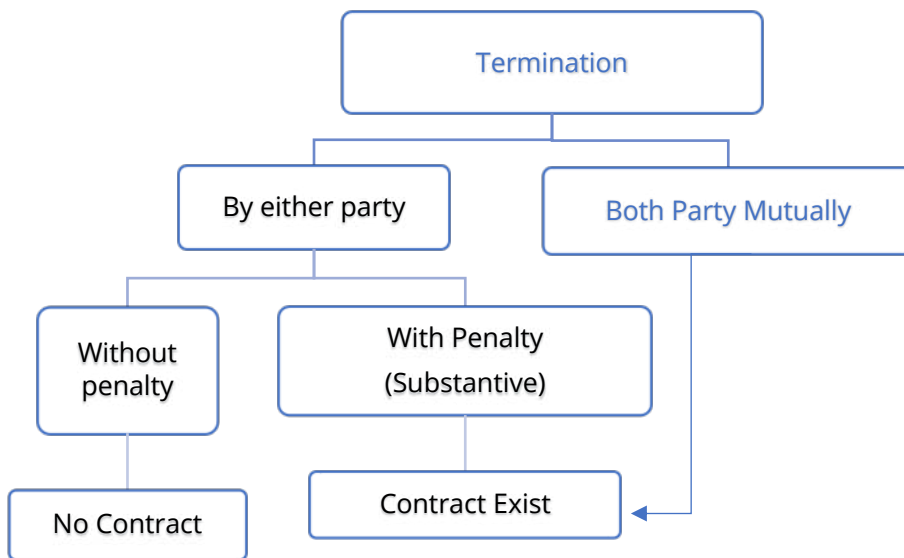 Termination
By either party
Both Party Mutually
Without
penalty
With Penalty
(Substantive)
No Contract
Contract Exist